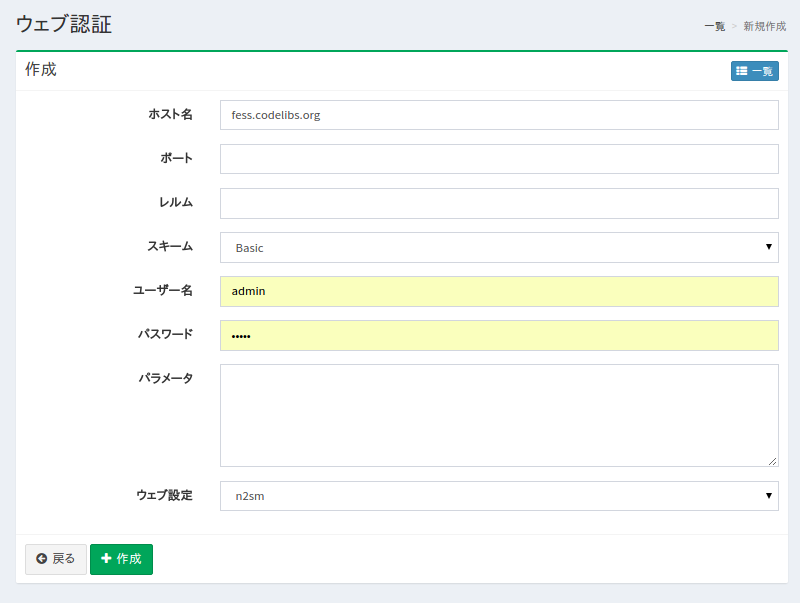 ウェブ認証
一覧 > 新規作成
作成
一覧
ホスト名 fess.codelibs.org
ポート
レルム
スキーム Basic
ユーザー名 admin
パスワード •••••
パラメータ
ウェブ設定 n2sm
戻る 作成